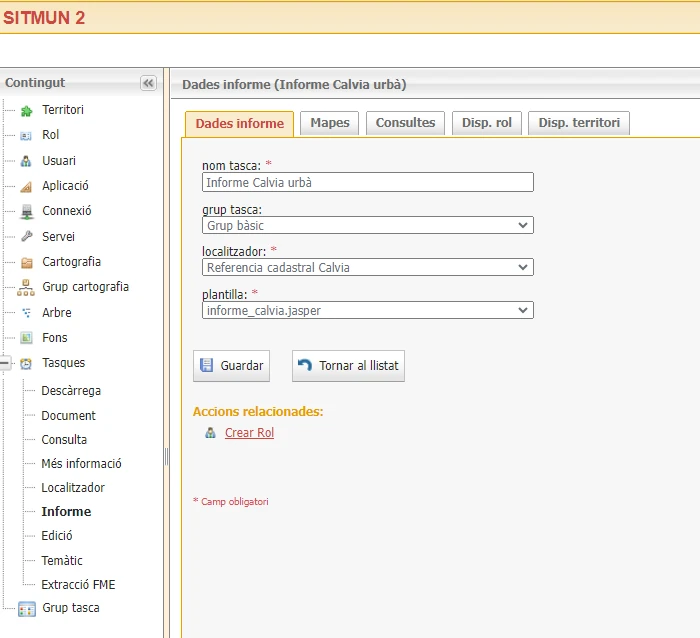 SITMUN 2
Contingut
Territori
Rol
Usuari
Aplicació
Connexió
Servei
Cartografia
Grup cartografia
Arbre
Fons
Tasques
Descàrrega
Document
Consulta
Més informació
Localitzador
Informe
Edició
Temàtic
Extracció FME
Grup tasca
Dades informe (Informe Calvia urbà)
Dades informe Mapes Consultes Disp. rol Disp. territori
nom tasca: *
Informe Calvia urbà
grup tasca:
Grup bàsic
localitzador: *
Referencia cadastral Calvia
plantilla: *
informe_calvia.jasper
Guardar Tornar al llistat
Accions relacionades:
Crear Rol
* Camp obligatori